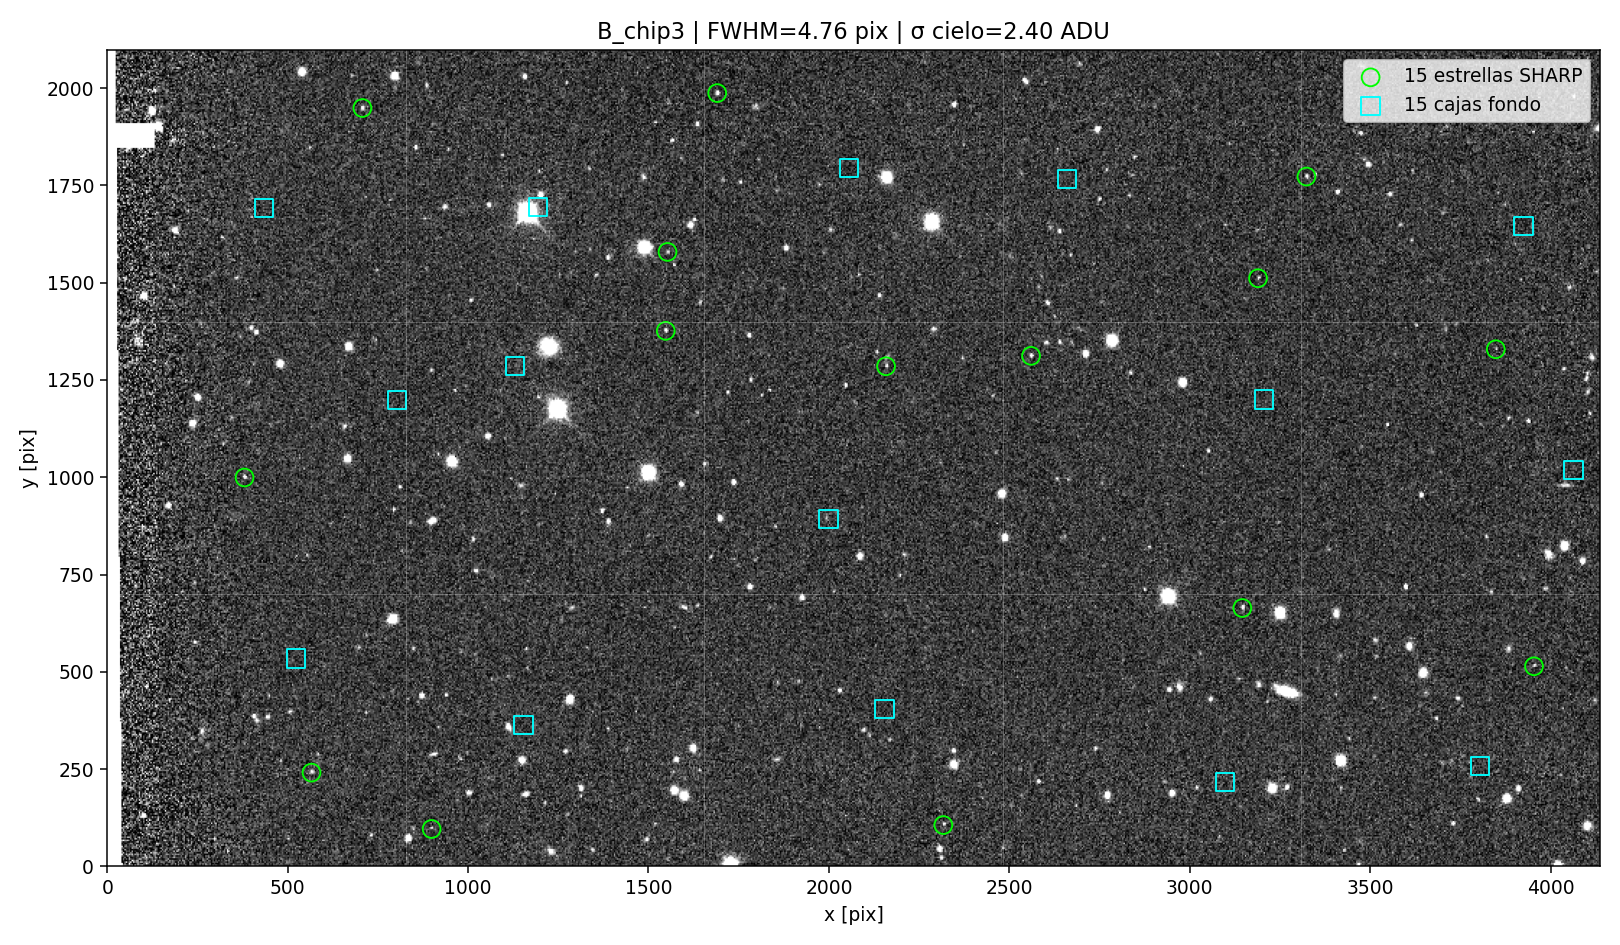 B_chip3 | FWHM=4.76 pix | σ cielo=2.40 ADU
15 estrellas SHARP
15 cajas fondo
y [pix]
2000
1750
1500
1250
1000
750
500
250
0
0 500 1000 1500 2000 2500 3000 3500 4000
x [pix]